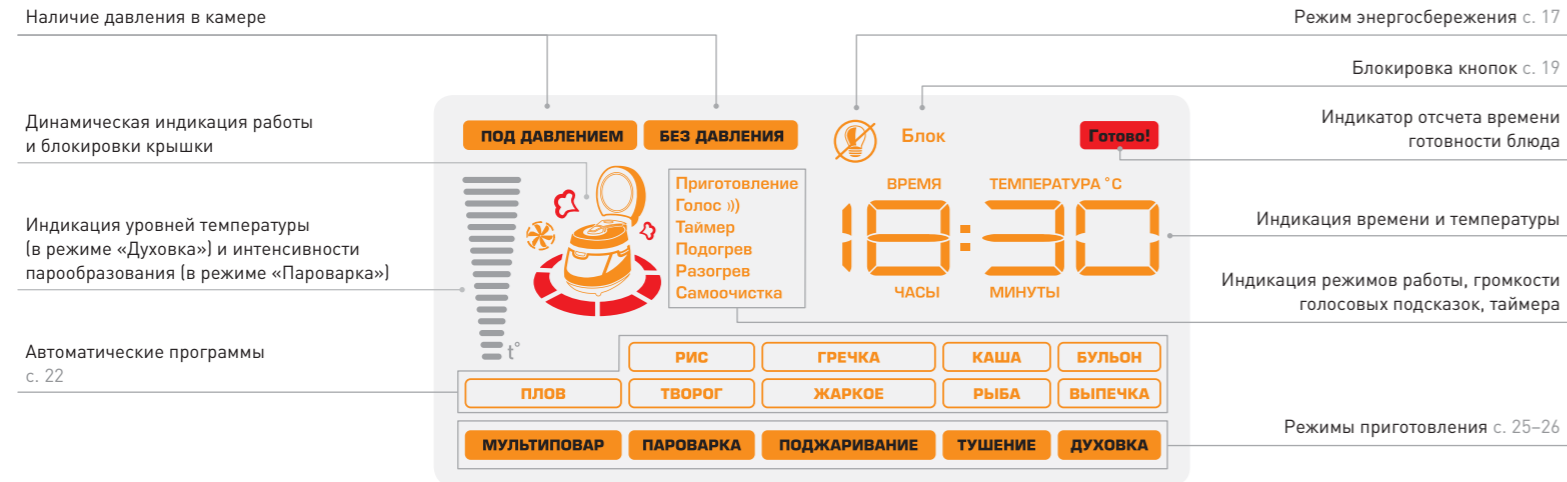 Наличие давления в камере
Динамическая индикация работы
и блокировки крышки
Индикация уровней температуры
(в режиме «Духовка») и интенсивности
парообразования (в режиме «Пароварка»)
Автоматические программы
с. 22
ПОД ДАВЛЕНИЕМ
БЕЗ ДАВЛЕНИЯ
Блок
Готово!
Приготовление
Голос
Таймер
Подогрев
Разогрев
Самоочистка
ВРЕМЯ
ТЕМПЕРАТУРА °C
18:30
ЧАСЫ
МИНУТЫ
t°
РИС
ГРЕЧКА
КАША
БУЛЬОН
ПЛОВ
ТВОРОГ
ЖАРКОЕ
РЫБА
ВЫПЕЧКА
МУЛЬТИПОВАР
ПАРОВАРКА
ПОДЖАРИВАНИЕ
ТУШЕНИЕ
ДУХОВКА
Режим энергосбережения с. 17
Блокировка кнопок с. 19
Индикатор отсчета времени
готовности блюда
Индикация времени и температуры
Индикация режимов работы, громкости
голосовых подсказок, таймера
Режимы приготовления с. 25–26